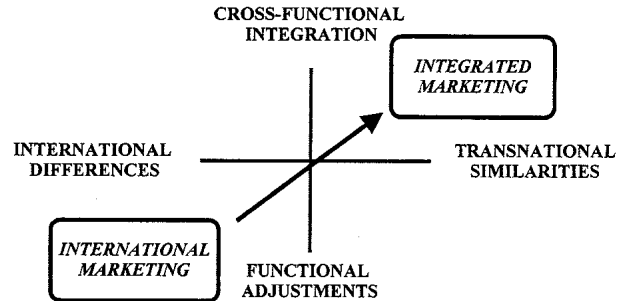 CROSS-FUNCTIONAL
INTEGRATION
INTEGRATED
MARKETING
INTERNATIONAL
DIFFERENCES
TRANSNATIONAL
SIMILARITIES
INTERNATIONAL
MARKETING
FUNCTIONAL
ADJUSTMENTS